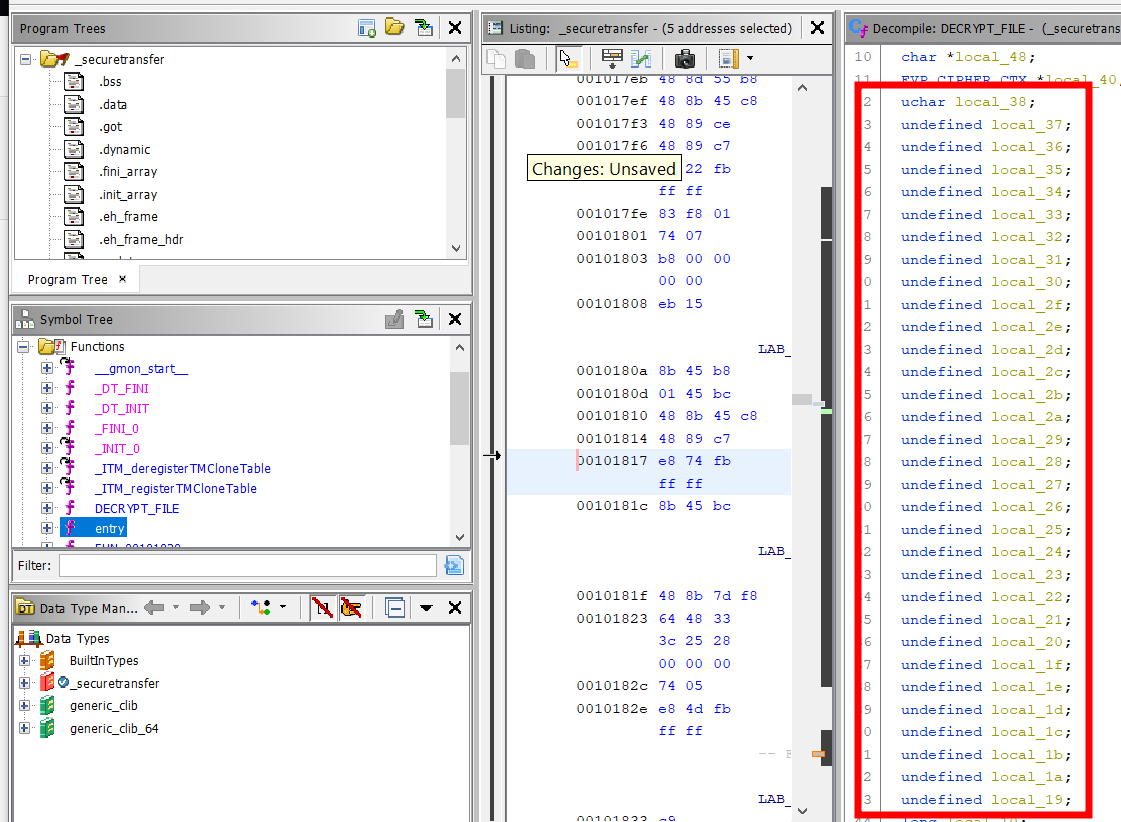 Program Trees
_securetransfer
.bss
.data
.got
.dynamic
.fini_array
.init_array
.eh_frame
.eh_frame_hdr
Program Tree ×
Symbol Tree
Functions
__gmon_start__
_DT_FINI
_DT_INIT
_FINI_0
_INIT_0
_ITM_deregisterTMCloneTable
_ITM_registerTMCloneTable
DECRYPT_FILE
entry
Filter:
Data Type Man...
Data Types
BuiltInTypes
_securetransfer
generic_clib
generic_clib_64
Listing: _securetransfer - (5 addresses selected)
001017eb 48 8d 55 b8
001017ef 48 8b 45 c8
001017f3 48 89 ce
001017f6 48 89 c7
Changes: Unsaved
22 fb
ff ff
001017fe 83 f8 01
00101801 74 07
00101803 b8 00 00
00 00
00101808 eb 15
LAB_
0010180a 8b 45 b8
0010180d 01 45 bc
00101810 48 8b 45 c8
00101814 48 89 c7
00101817 e8 74 fb
ff ff
0010181c 8b 45 bc
LAB_
0010181f 48 8b 7d f8
00101823 64 48 33
3c 25 28
00 00 00
0010182c 74 05
0010182e e8 4d fb
ff ff
LAB_
00101833 c9
Decompile: DECRYPT_FILE - (_securetrans
10 char *local_48;
11 EVP_CIPHER_CTX *local_40;
2 uchar local_38;
3 undefined local_37;
4 undefined local_36;
5 undefined local_35;
6 undefined local_34;
7 undefined local_33;
8 undefined local_32;
9 undefined local_31;
0 undefined local_30;
1 undefined local_2f;
2 undefined local_2e;
3 undefined local_2d;
4 undefined local_2c;
5 undefined local_2b;
6 undefined local_2a;
7 undefined local_29;
8 undefined local_28;
9 undefined local_27;
0 undefined local_26;
1 undefined local_25;
2 undefined local_24;
3 undefined local_23;
4 undefined local_22;
5 undefined local_21;
6 undefined local_20;
7 undefined local_1f;
8 undefined local_1e;
9 undefined local_1d;
0 undefined local_1c;
1 undefined local_1b;
2 undefined local_1a;
3 undefined local_19;